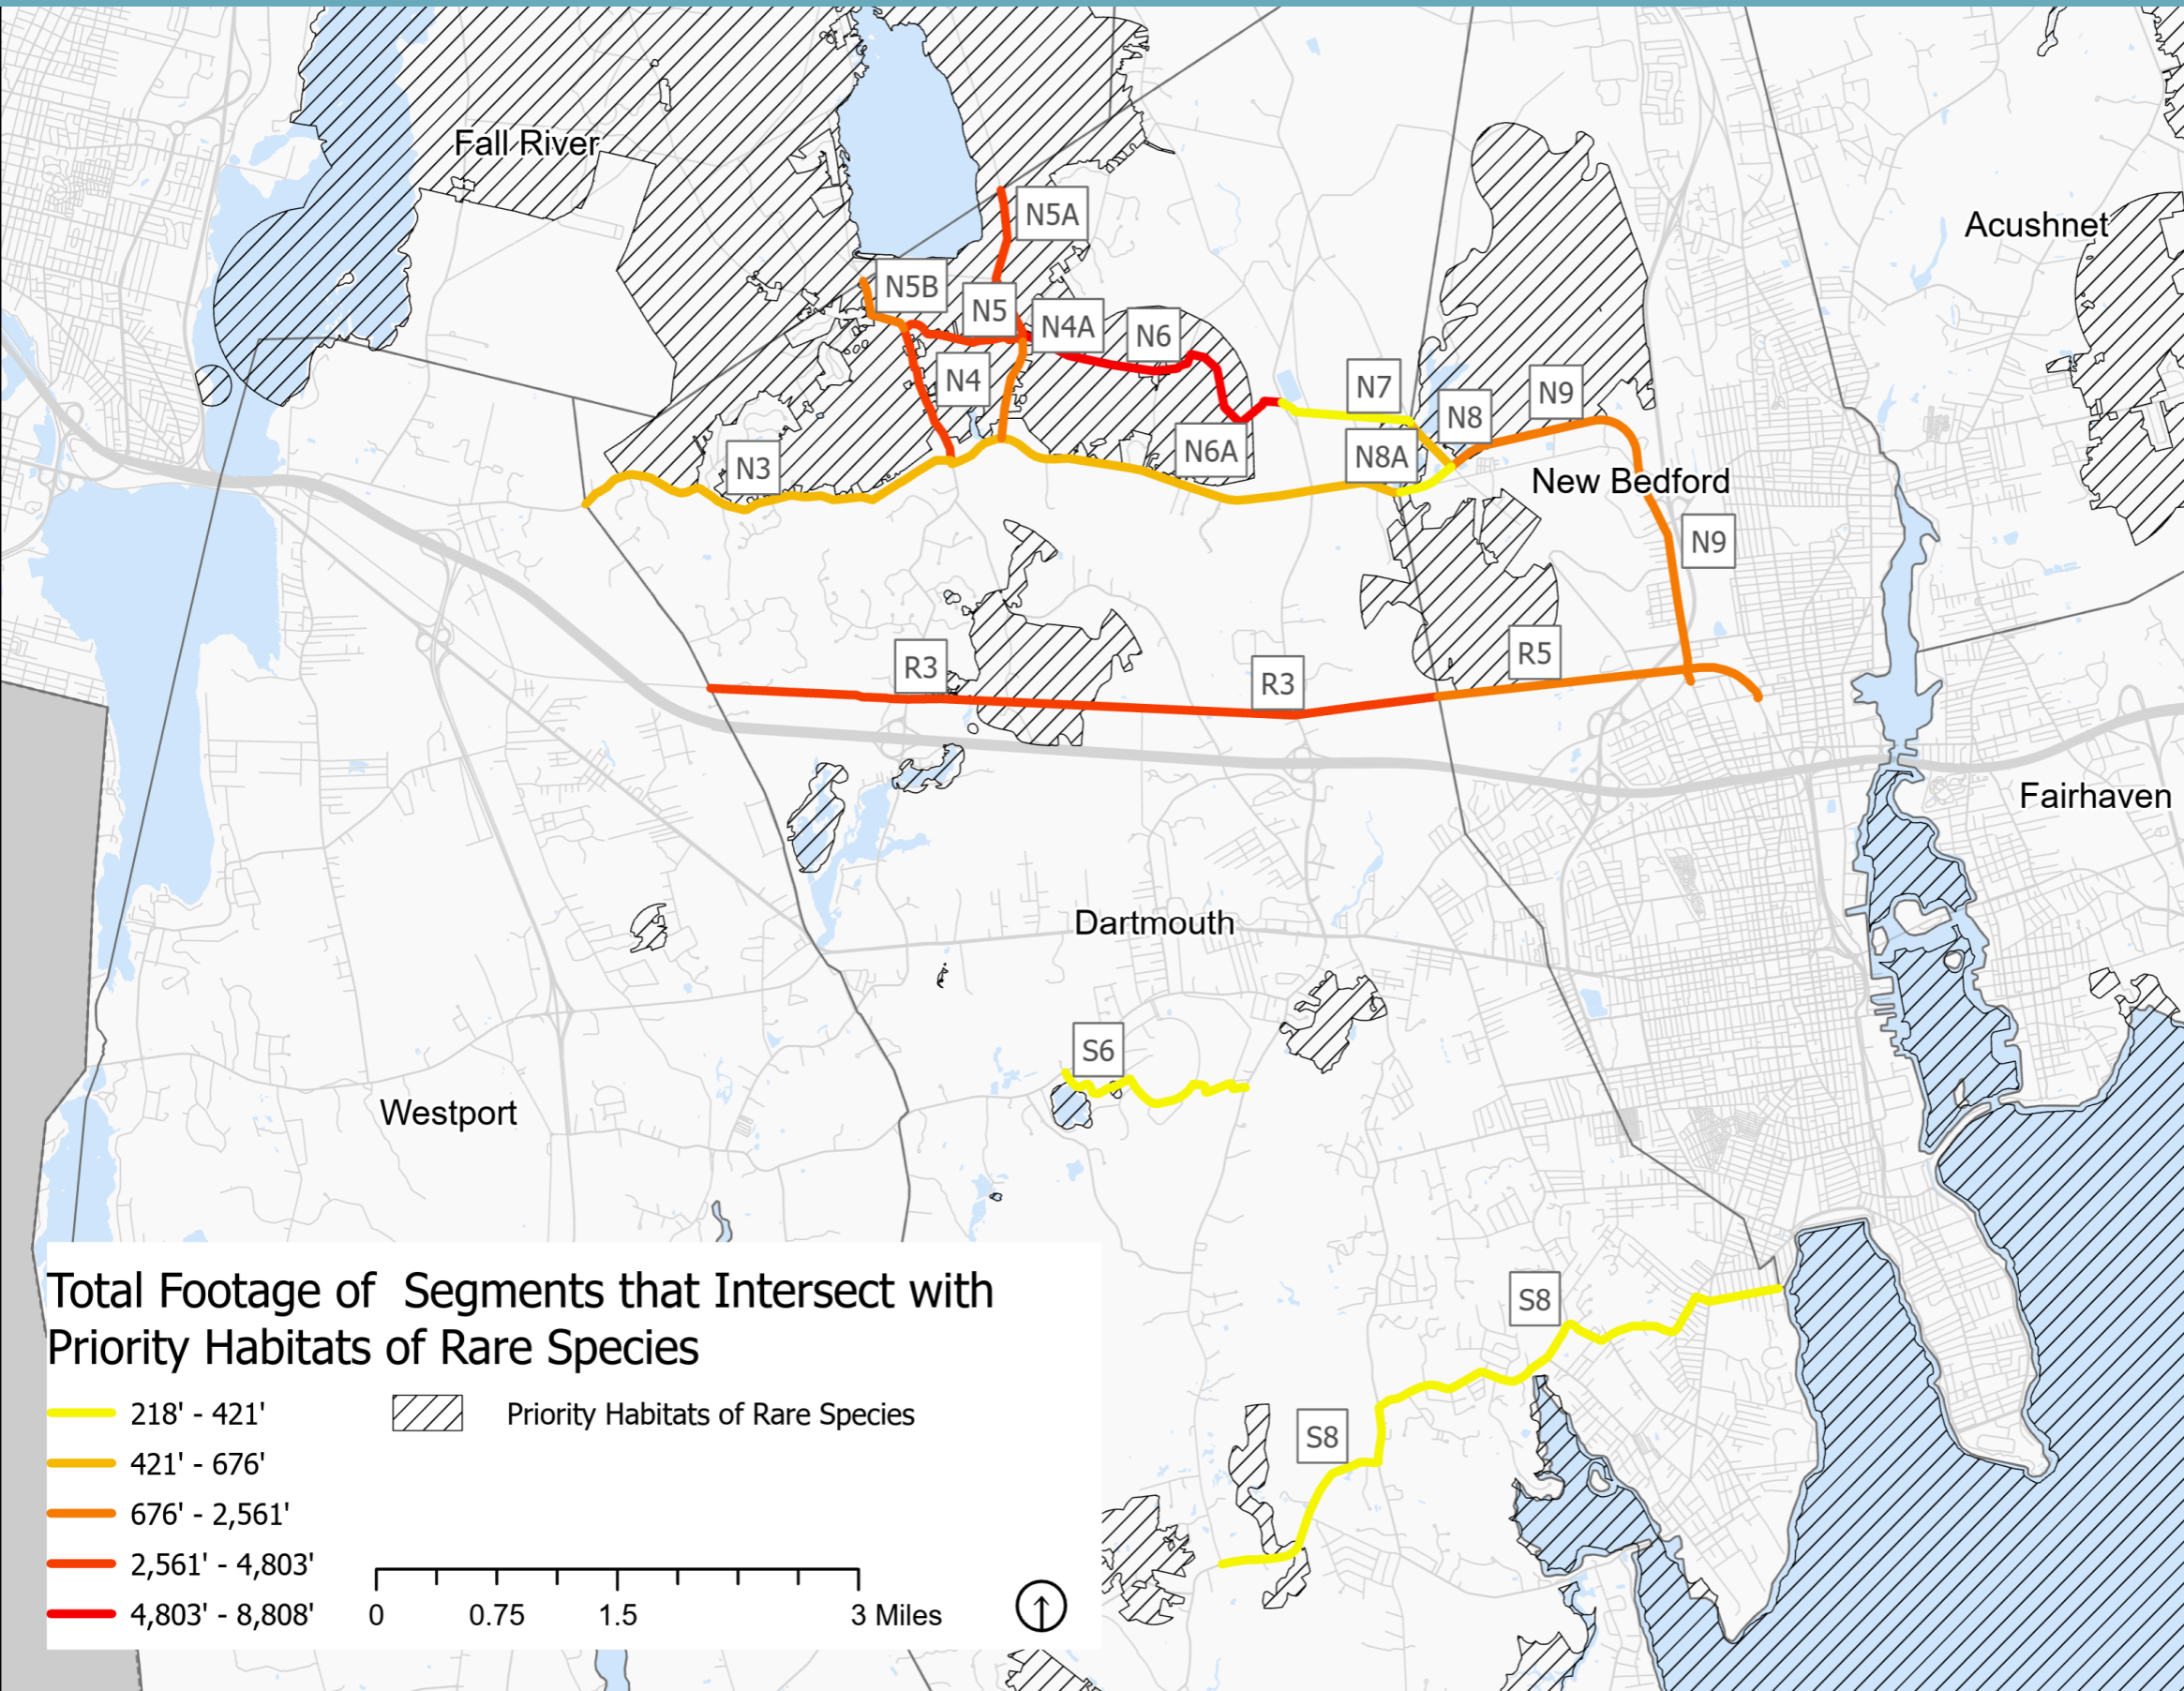 Fall River
Acushnet
N5A
N5B
N5
N4A
N6
N4
N7
N9
N8
N6A
N8A
N3
New Bedford
N9
R5
R3
R3
Fairhaven
Dartmouth
S6
Westport
S8
S8
Total Footage of Segments that Intersect with
Priority Habitats of Rare Species
218' - 421'
Priority Habitats of Rare Species
421' - 676'
676' - 2,561'
2,561' - 4,803'
4,803' - 8,808'
0 0.75 1.5 3 Miles